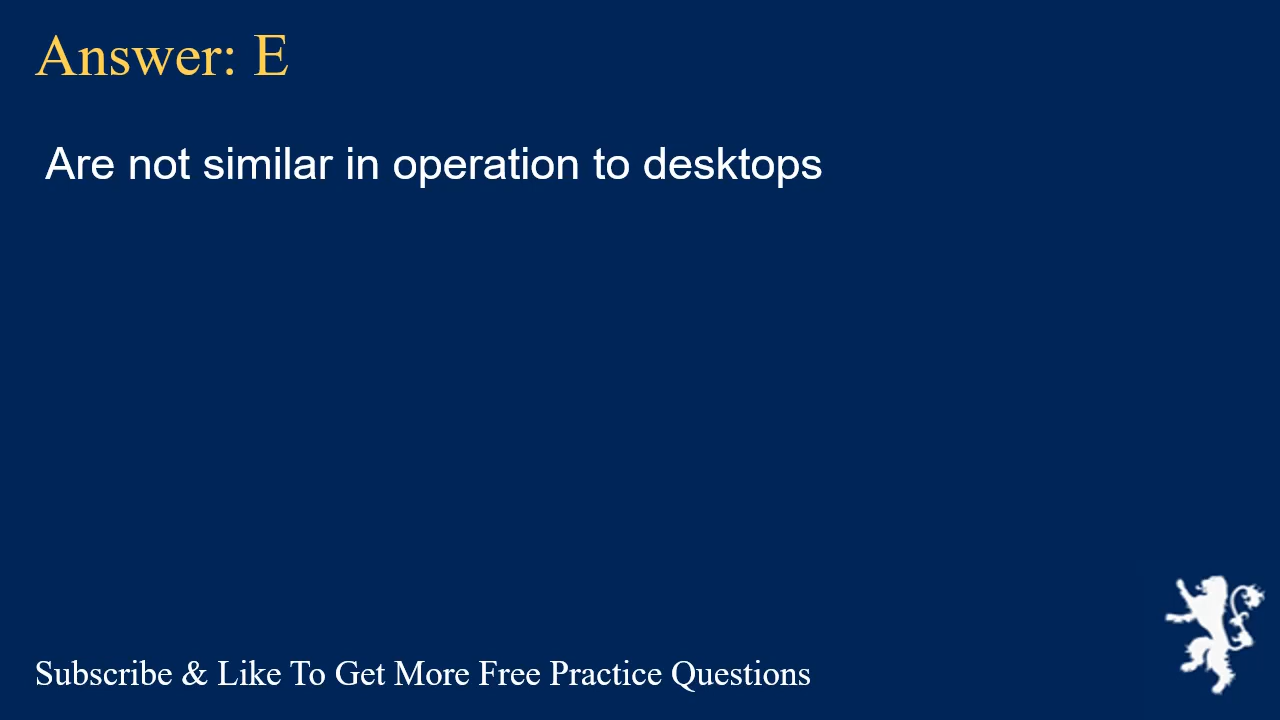 Answer: E
Are not similar in operation to desktops
Subscribe & Like To Get More Free Practice Questions